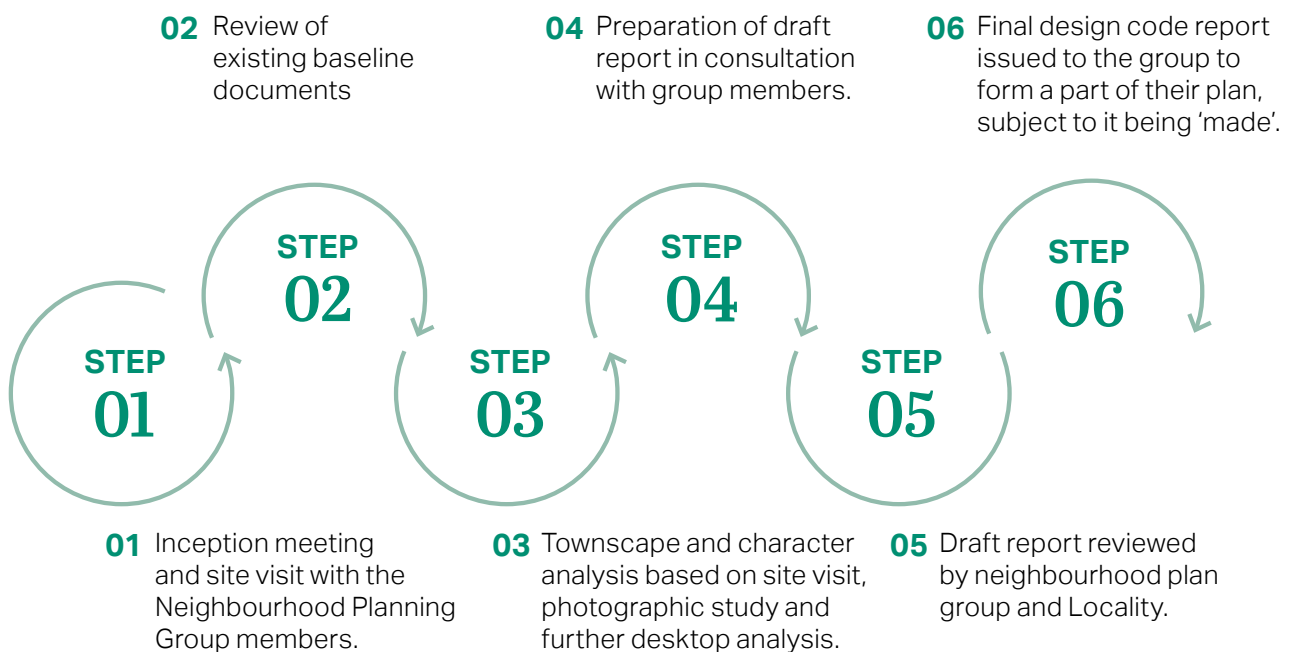 02 Review of
existing baseline
documents
04 Preparation of draft
report in consultation
with group members.
06 Final design code report
issued to the group to
form a part of their plan,
subject to it being ‘made’.
STEP
01
STEP
02
STEP
03
STEP
04
STEP
05
STEP
06
01 Inception meeting
and site visit with the
Neighbourhood Planning
Group members.
03 Townscape and character
analysis based on site visit,
photographic study and
further desktop analysis.
05 Draft report reviewed
by neighbourhood plan
group and Locality.